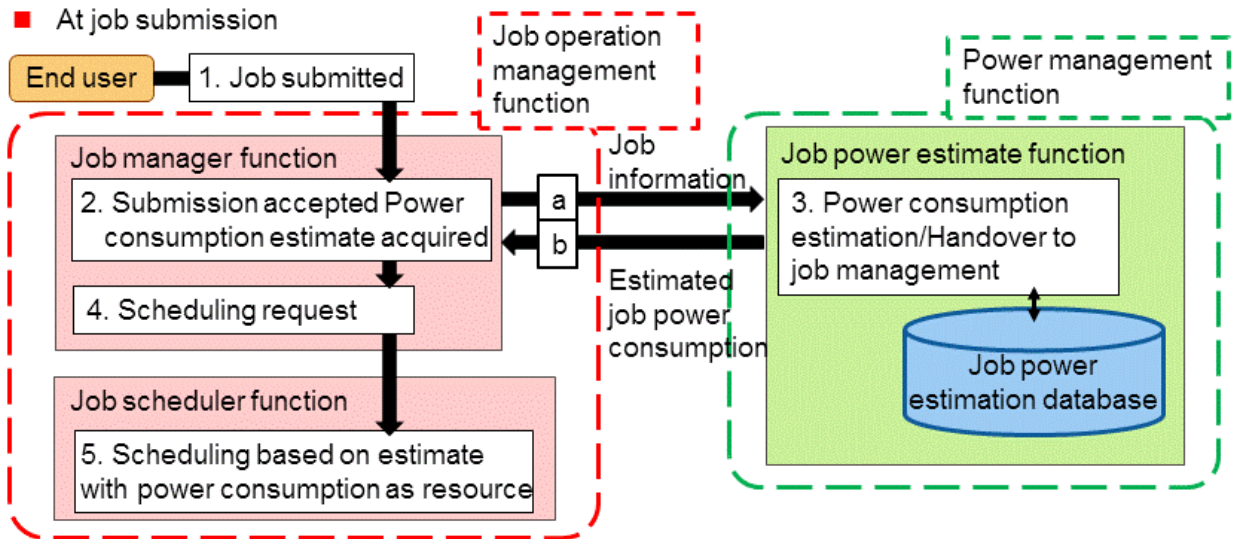 At job submission
End user
1. Job submitted
Job operation
management
function
Power management
function
Job manager function
2. Submission accepted Power
consumption estimate acquired
4. Scheduling request
a
b
Job
information
Estimated
job power
consumption
Job power estimate function
3. Power consumption
estimation/Handover to
job management
Job power
estimation database
Job scheduler function
5. Scheduling based on estimate
with power consumption as resource